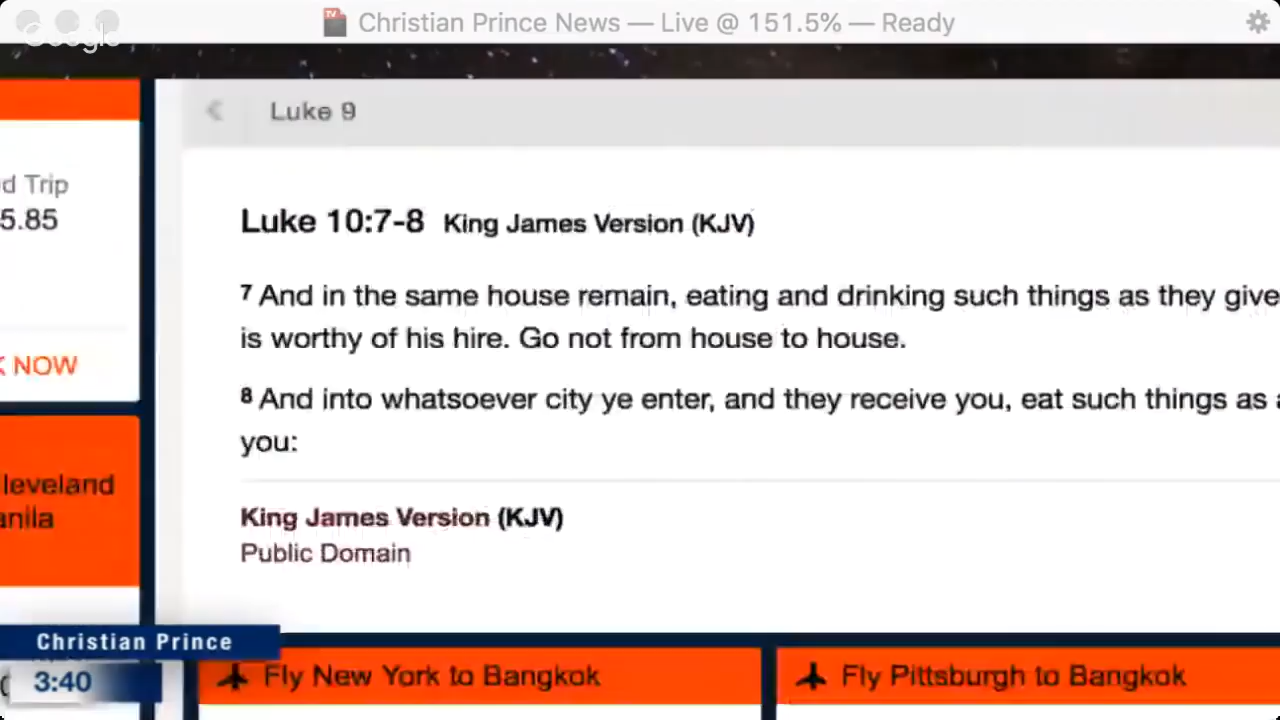 Christian Prince News — Live @ 151.5% — Ready
Google
Luke 9
d Trip
5.85
Luke 10:7-8 King James Version (KJV)
7 And in the same house remain, eating and drinking such things as they give
is worthy of his hire. Go not from house to house.
K NOW
8 And into whatsoever city ye enter, and they receive you, eat such things as a
you:
leveland
anila
King James Version (KJV)
Public Domain
Christian Prince
3:40
Fly New York to Bangkok
Fly Pittsburgh to Bangkok